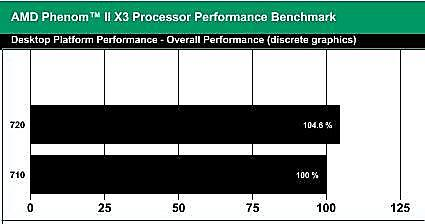 AMD Phenom™ II X3 Processor Performance Benchmark
Desktop Platform Performance - Overall Performance (discrete graphics)
720
104.6 %
710
100 %
0 25 50 75 100 125